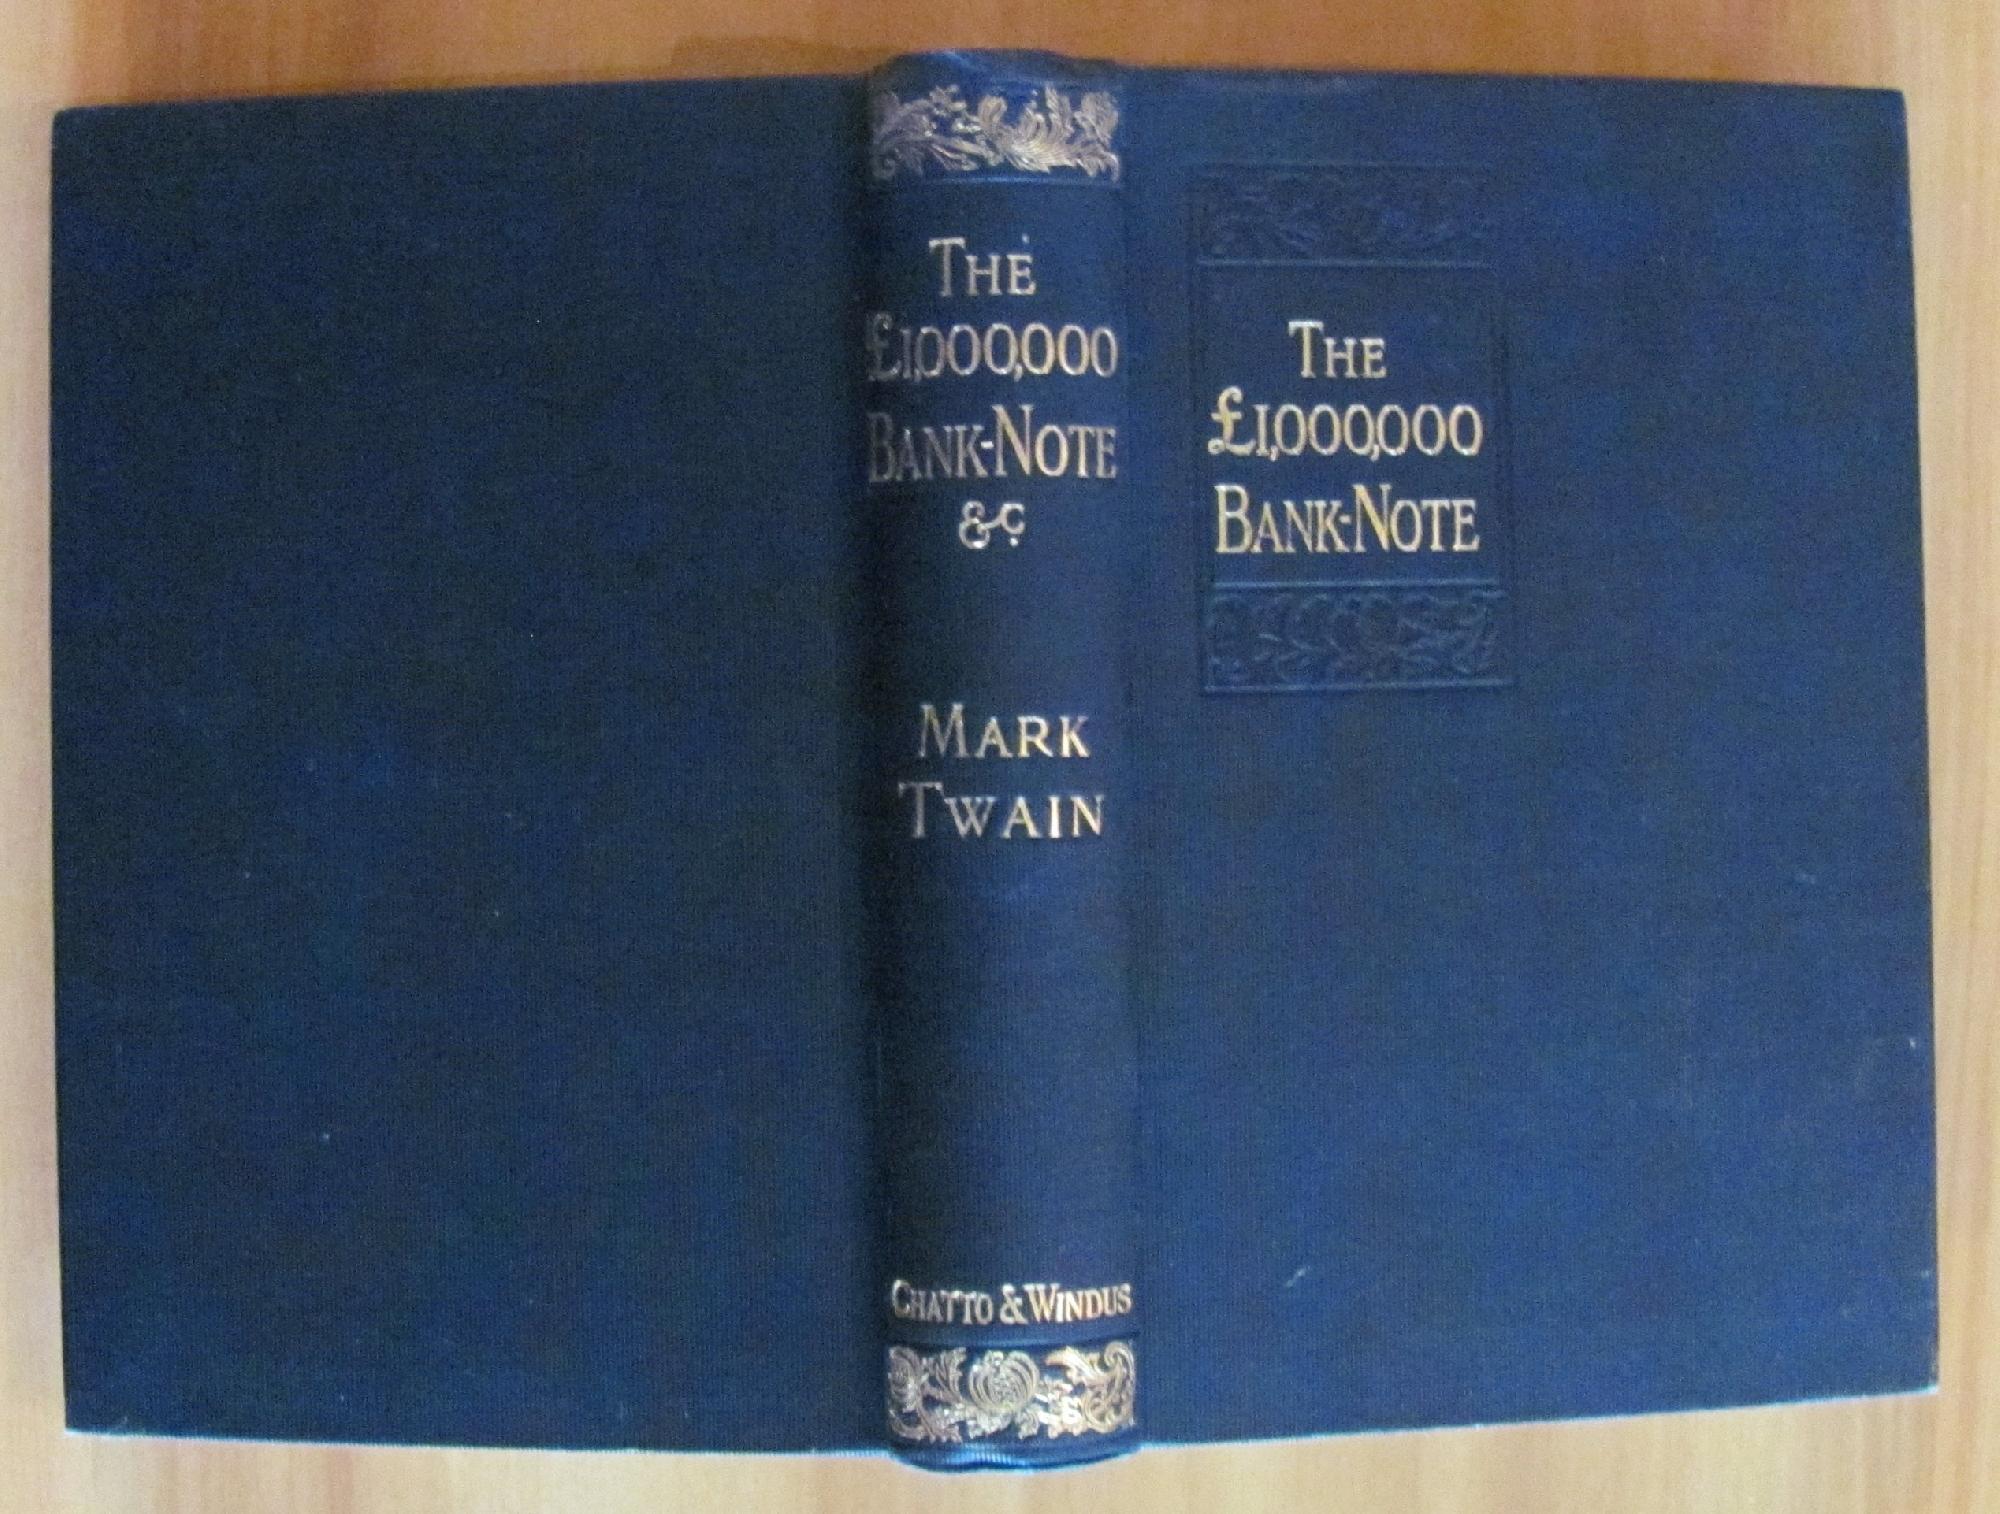 THE
£1,000,000
BANK-NOTE
&c.
MARK
TWAIN
CHATTO & WINDUS
THE
£1,000,000
BANK-NOTE